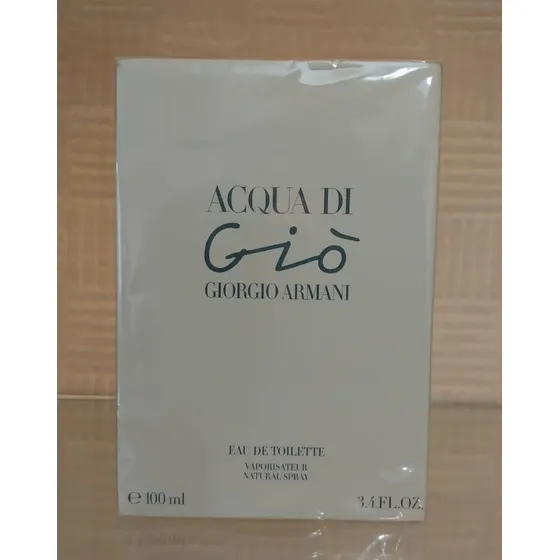 ACQUA DI
Giò
GIORGIO ARMANI
EAU DE TOILETTE
VAPORISATEUR
NATURAL SPRAY
℮ 100 ml
3.4 FL.OZ.